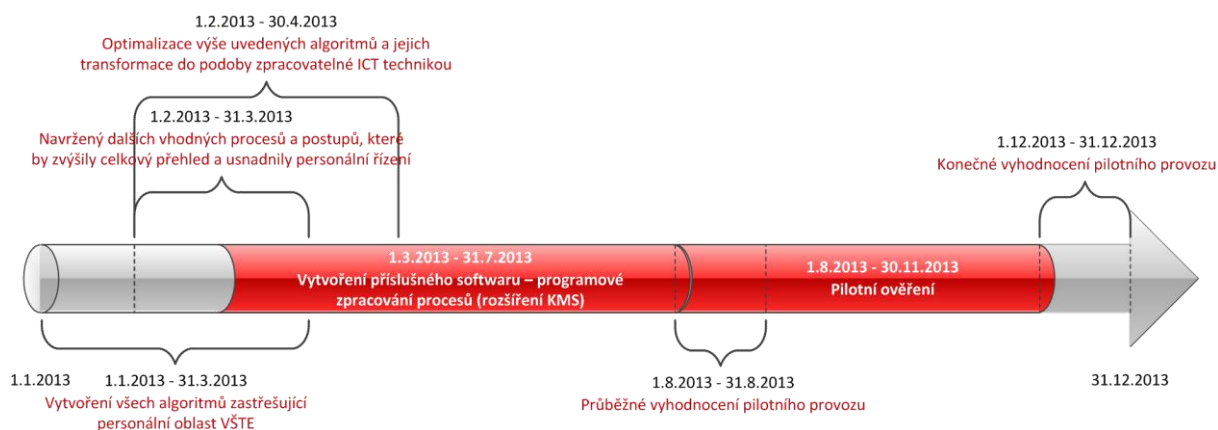 1.2.2013 - 30.4.2013
Optimalizace výše uvedených algoritmů a jejich
transformace do podoby zpracovatelné ICT technikou
1.2.2013 - 31.3.2013
Navržený dalších vhodných procesů a postupů, které
by zvýšily celkový přehled a usnadnily personální řízení
1.12.2013 - 31.12.2013
Konečné vyhodnocení pilotního provozu
1.3.2013 - 31.7.2013
Vytvoření příslušného softwaru – programové
zpracování procesů (rozšíření KMS)
1.8.2013 - 30.11.2013
Pilotní ověření
1.1.2013
1.1.2013 - 31.3.2013
Vytvoření všech algoritmů zastřešující
personální oblast VŠTE
1.8.2013 - 31.8.2013
Průběžné vyhodnocení pilotního provozu
31.12.2013